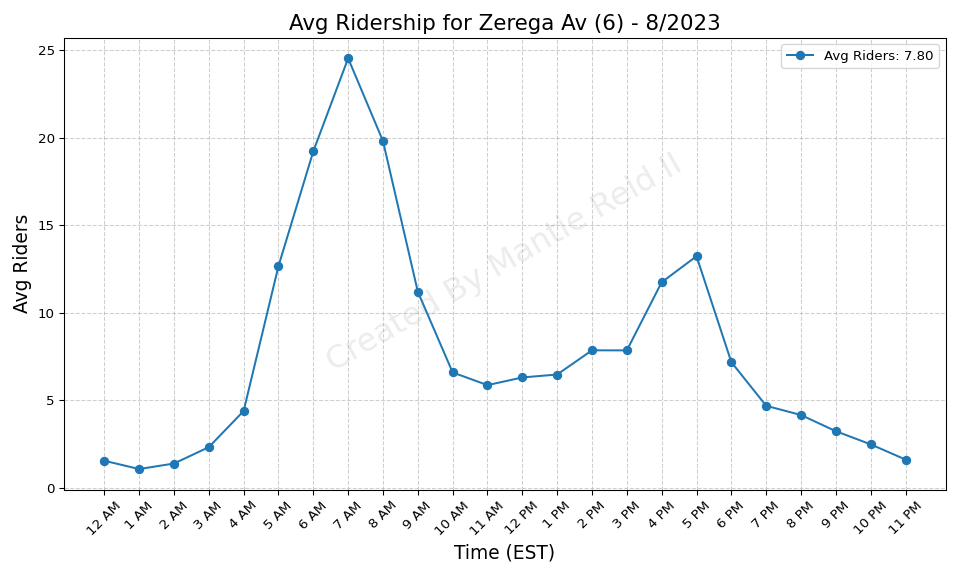 Avg Ridership for Zerega Av (6) - 8/2023
Avg Riders: 7.80
Avg Riders
25
20
15
10
5
0
Created By Mantle Reid II
12 AM
1 AM
2 AM
3 AM
4 AM
5 AM
6 AM
7 AM
8 AM
9 AM
10 AM
11 AM
12 PM
1 PM
2 PM
3 PM
4 PM
5 PM
6 PM
7 PM
8 PM
9 PM
10 PM
11 PM
Time (EST)